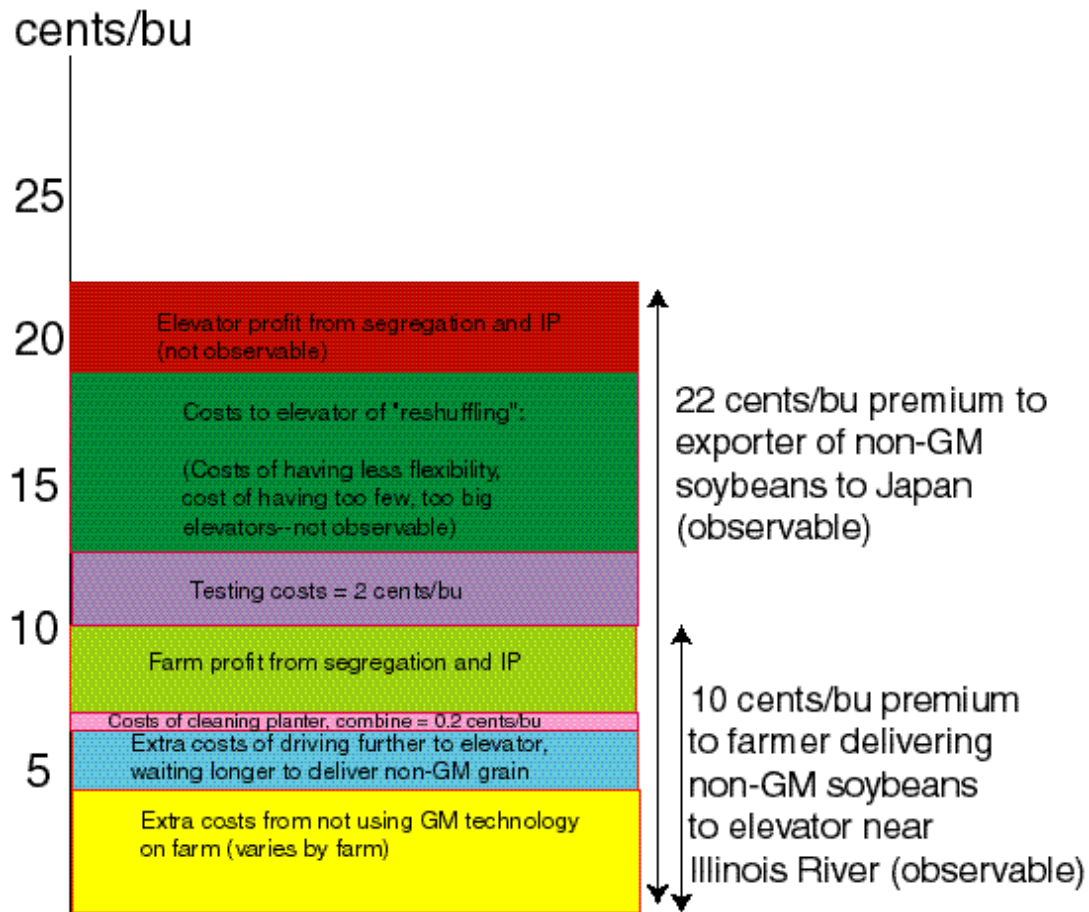 cents/bu
25
20
15
10
5
Elevator profit from segregation and IP
(not observable)
Costs to elevator of "reshuffling":
(Costs of having less flexibility,
cost of having too few, too big
elevators--not observable)
Testing costs = 2 cents/bu
Farm profit from segregation and IP
Costs of cleaning planter, combine = 0.2 cents/bu
Extra costs of driving further to elevator,
waiting longer to deliver non-GM grain
Extra costs from not using GM technology
on farm (varies by farm)
22 cents/bu premium to
exporter of non-GM
soybeans to Japan
(observable)
10 cents/bu premium
to farmer delivering
non-GM soybeans
to elevator near
Illinois River (observable)